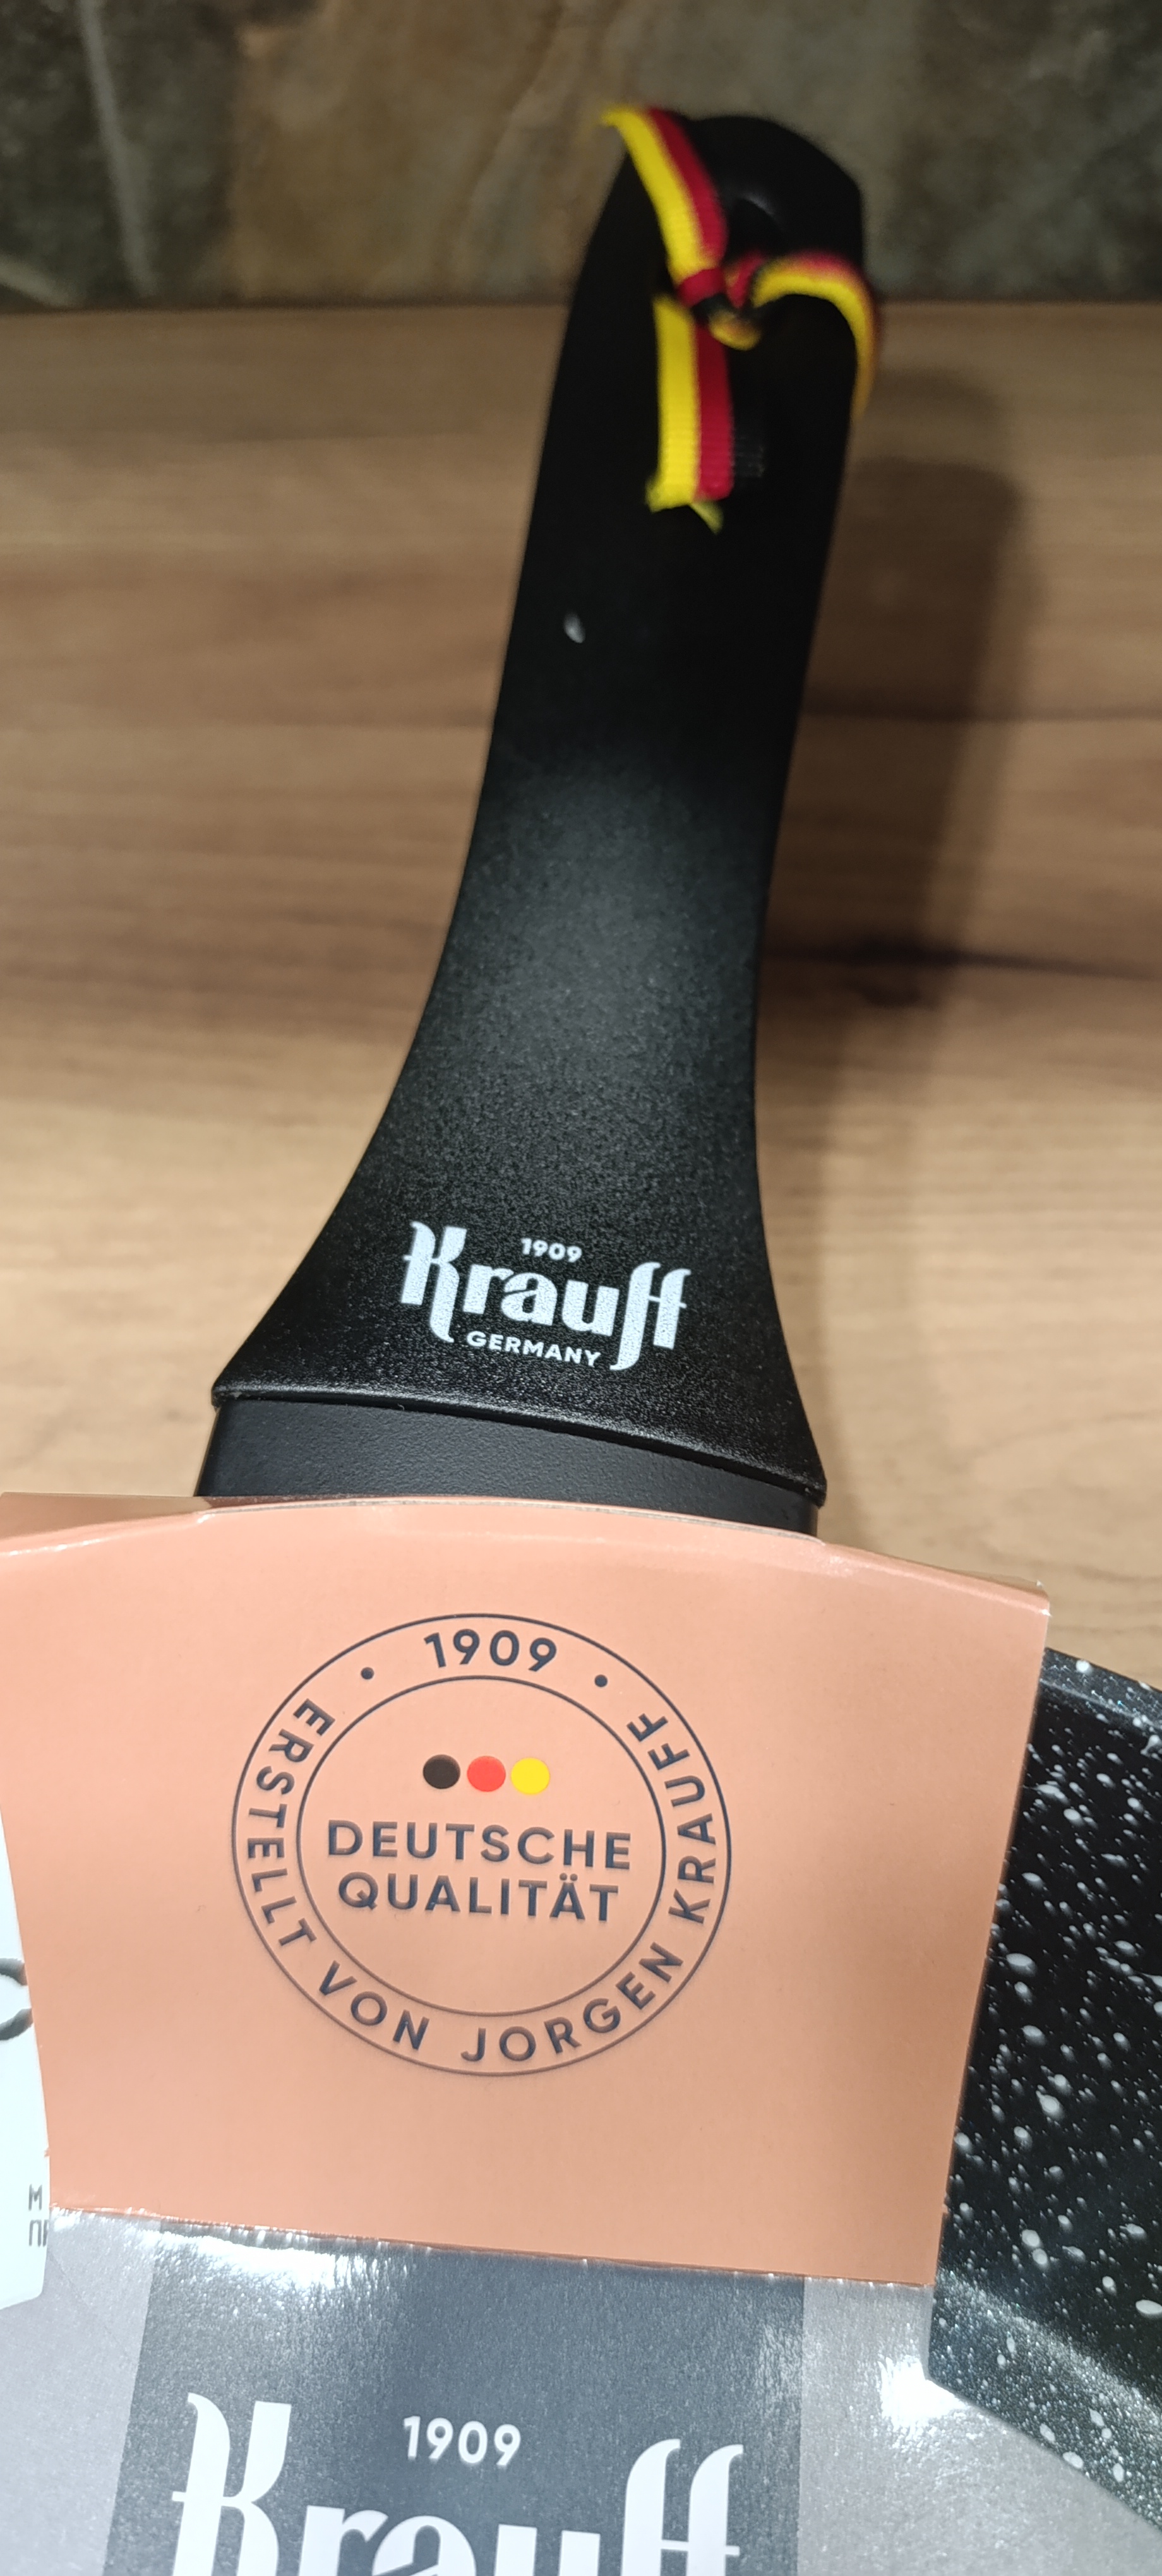 1909
Krauff
GERMANY
1909
ERSTELLT VON JORGEN KRAUFF
DEUTSCHE
QUALITÄT
1909
Krauff